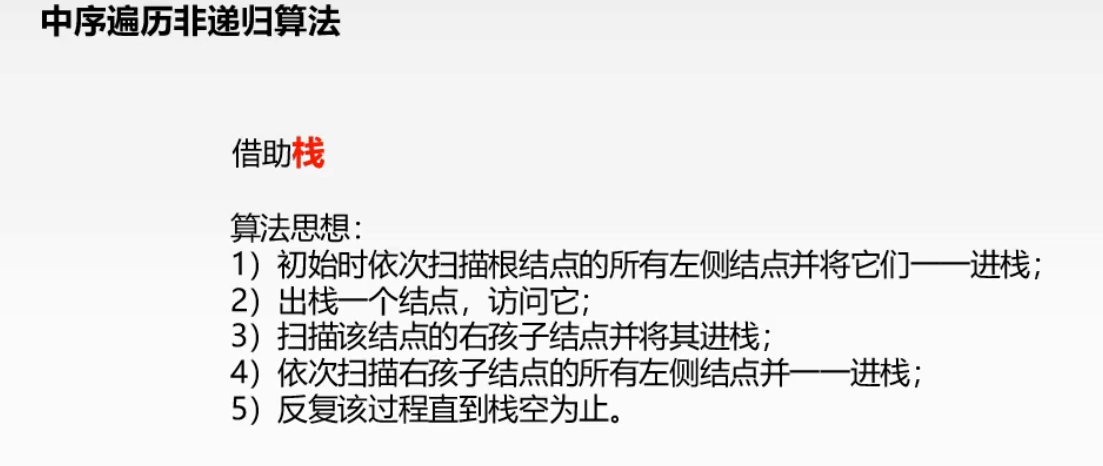 中序遍历非递归算法
借助栈
算法思想：
1）初始时依次扫描根结点的所有左侧结点并将它们一一进栈；
2）出栈一个结点，访问它；
3）扫描该结点的右孩子结点并将其进栈；
4）依次扫描右孩子结点的所有左侧结点并一一进栈；
5）反复该过程直到栈空为止。